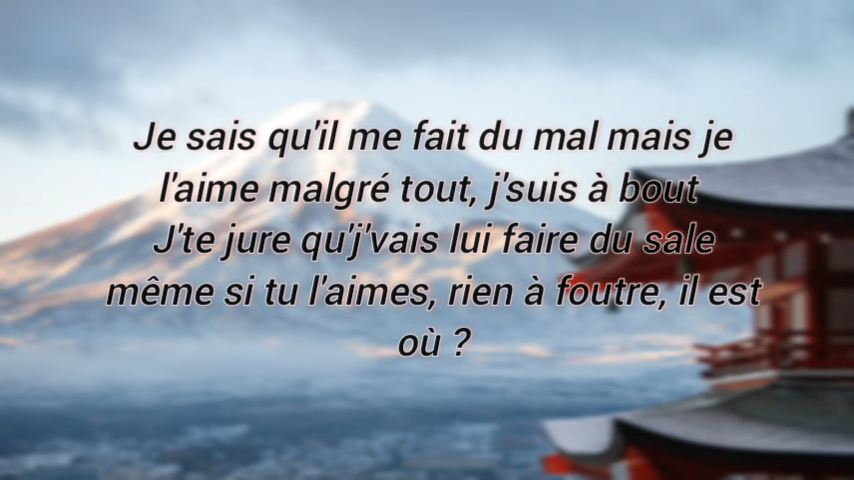 Je sais qu'il me fait du mal mais je
l'aime malgré tout, j'suis à bout
J'te jure qu'j'vais lui faire du sale
même si tu l'aimes, rien à foutre, il est
où ?